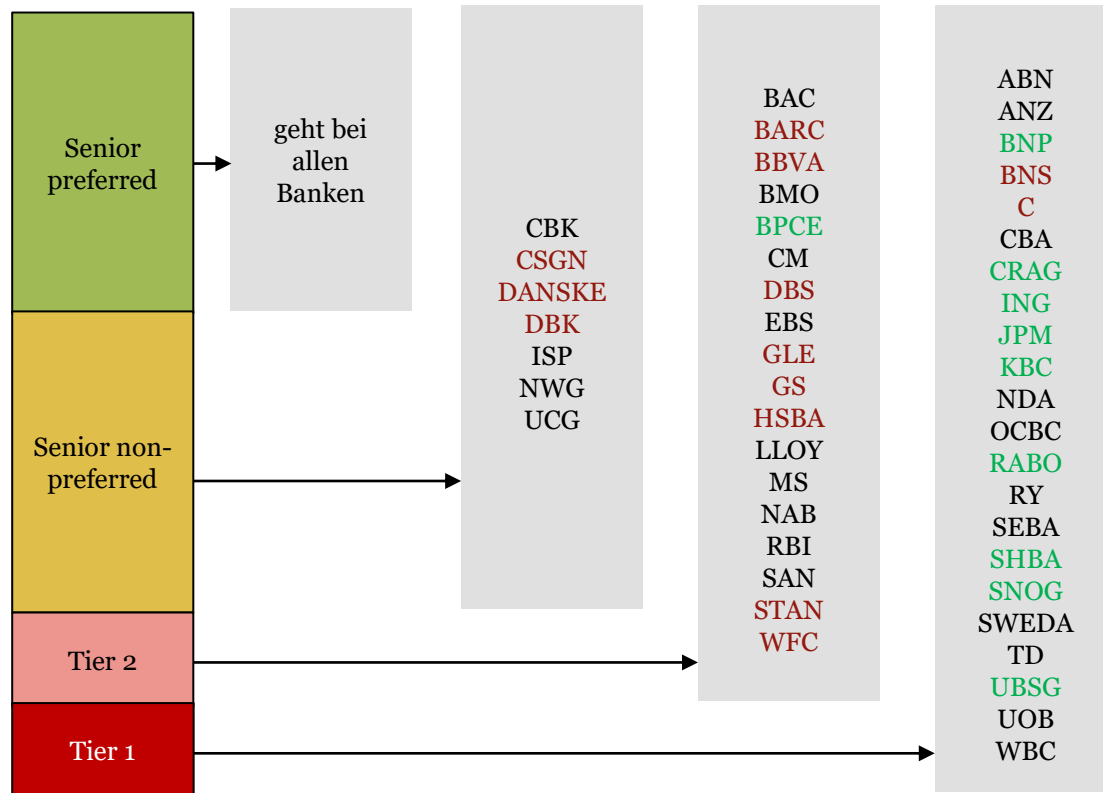 Senior
preferred
Senior non-
preferred
Tier 2
Tier 1
geht bei
allen
Banken
CBK
CSGN
DANSKE
DBK
ISP
NWG
UCG
BAC
BARC
BBVA
BMO
BPCE
CM
DBS
EBS
GLE
GS
HSBA
LLOY
MS
NAB
RBI
SAN
STAN
WFC
ABN
ANZ
BNP
BNS
C
CBA
CRAG
ING
JPM
KBC
NDA
OCBC
RABO
RY
SEBA
SHBA
SNOG
SWEDA
TD
UBSG
UOB
WBC